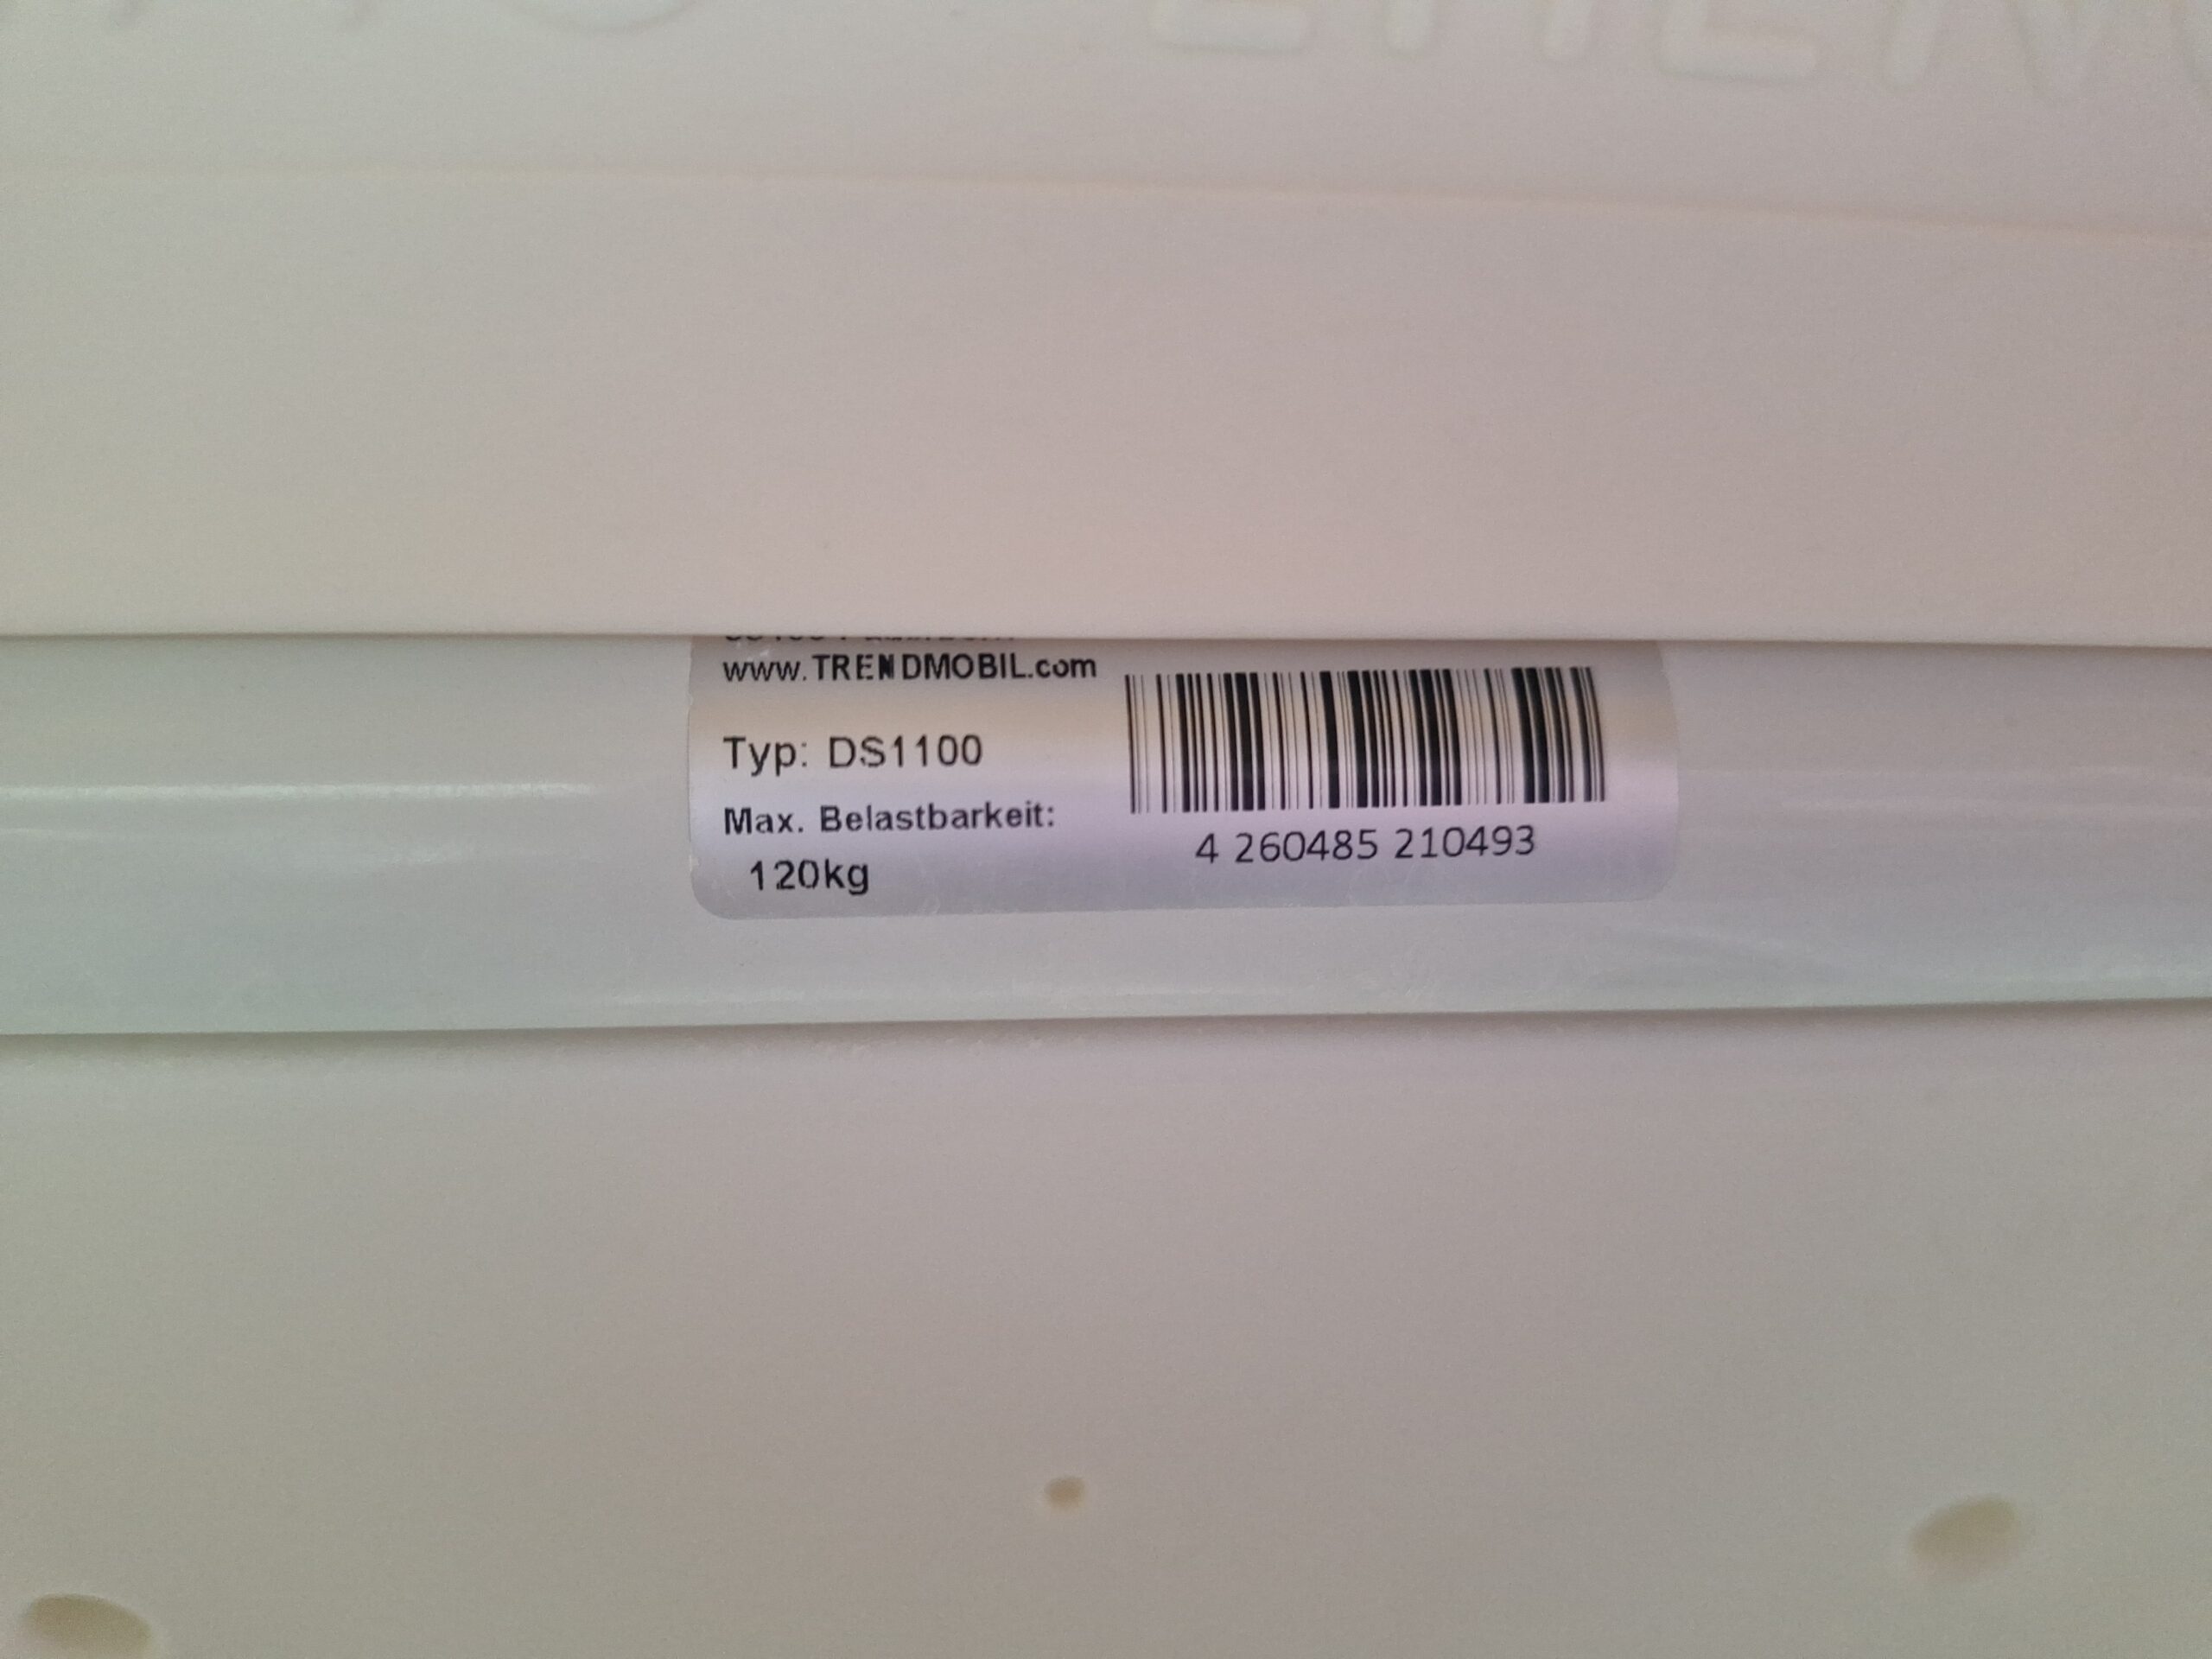 www.TRENDMOBIL.com
Typ: DS1100
Max. Belastbarkeit:
120kg
4 260485 210493